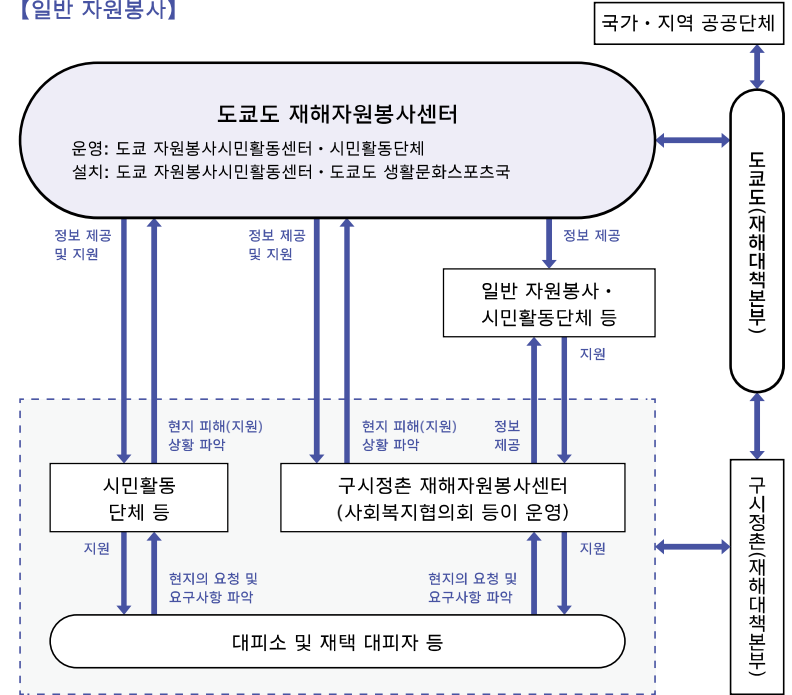 【일반 자원봉사】
국가・지역 공공단체
도쿄도 재해자원봉사센터
운영: 도쿄 자원봉사시민활동센터・시민활동단체
설치: 도쿄 자원봉사시민활동센터・도쿄도 생활문화스포츠국
도쿄도(재해대책본부)
정보 제공
및 지원
정보 제공
및 지원
정보 제공
일반 자원봉사・
시민활동단체 등
지원
현지 피해(지원)
상황 파악
현지 피해(지원)
상황 파악
정보
제공
시민활동
단체 등
구시정촌 재해자원봉사센터
(사회복지협의회 등이 운영)
구시정촌(재해대책본부)
지원
현지의 요청 및
요구사항 파악
현지의 요청 및
요구사항 파악
지원
대피소 및 재택 대피자 등